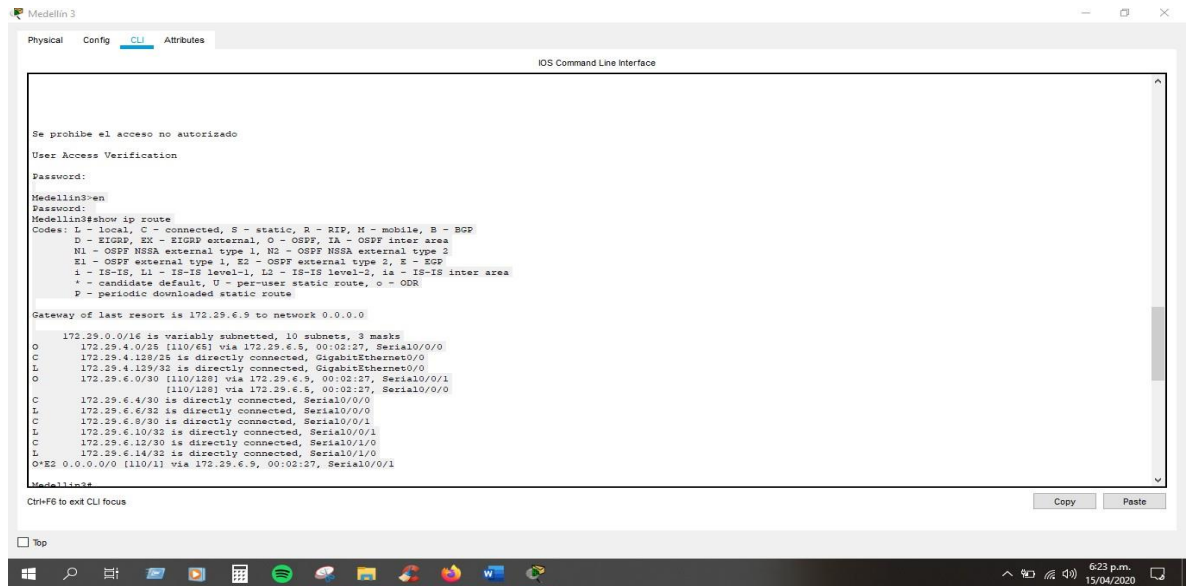 Medellín 3
Physical Config CLI Attributes
IOS Command Line Interface
Se prohibe el acceso no autorizado
User Access Verification
Password:
Medellin3>en
Password:
Medellin3#show ip route
Codes: L - local, C - connected, S - static, R - RIP, M - mobile, B - BGP
D - EIGRP, EX - EIGRP external, O - OSPF, IA - OSPF inter area
N1 - OSPF NSSA external type 1, N2 - OSPF NSSA external type 2
E1 - OSPF external type 1, E2 - OSPF external type 2, E - EGP
i - IS-IS, L1 - IS-IS level-1, L2 - IS-IS level-2, ia - IS-IS inter area
* - candidate default, U - per-user static route, o - ODR
P - periodic downloaded static route
Gateway of last resort is 172.29.6.9 to network 0.0.0.0
172.29.0.0/16 is variably subnetted, 10 subnets, 3 masks
O 172.29.4.0/25 [110/65] via 172.29.6.5, 00:02:27, Serial0/0/0
C 172.29.4.128/25 is directly connected, GigabitEthernet0/0
L 172.29.4.129/32 is directly connected, GigabitEthernet0/0
O 172.29.6.0/30 [110/128] via 172.29.6.9, 00:02:27, Serial0/0/1
[110/128] via 172.29.6.5, 00:02:27, Serial0/0/0
C 172.29.6.4/30 is directly connected, Serial0/0/0
L 172.29.6.6/32 is directly connected, Serial0/0/0
C 172.29.6.8/30 is directly connected, Serial0/0/1
L 172.29.6.10/32 is directly connected, Serial0/0/1
C 172.29.6.12/30 is directly connected, Serial0/1/0
L 172.29.6.14/32 is directly connected, Serial0/1/0
O*E2 0.0.0.0/0 [110/1] via 172.29.6.9, 00:02:27, Serial0/0/1
Medellin3#
Ctrl+F6 to exit CLI focus
Copy Paste
Top
6:23 p.m.
15/04/2020